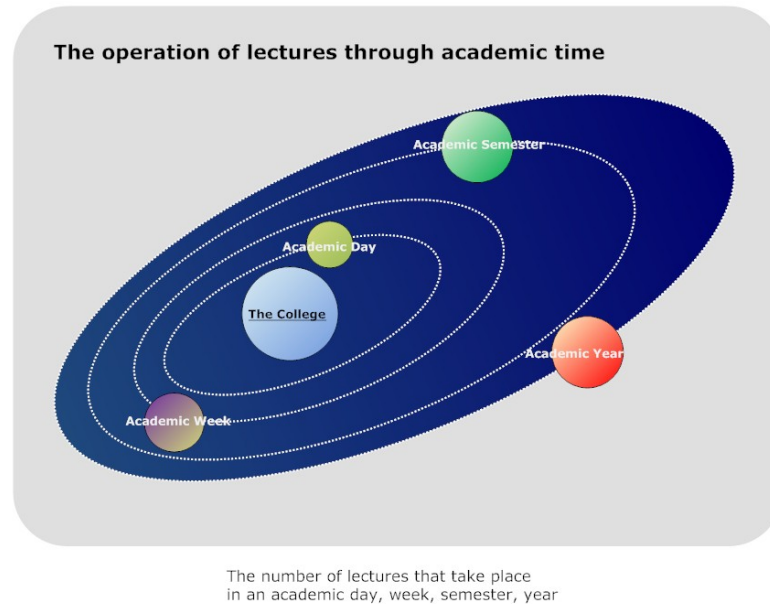 The operation of lectures through academic time
Academic Semester
Academic Day
The College
Academic Year
Academic Week
The number of lectures that take place
in an academic day, week, semester, year